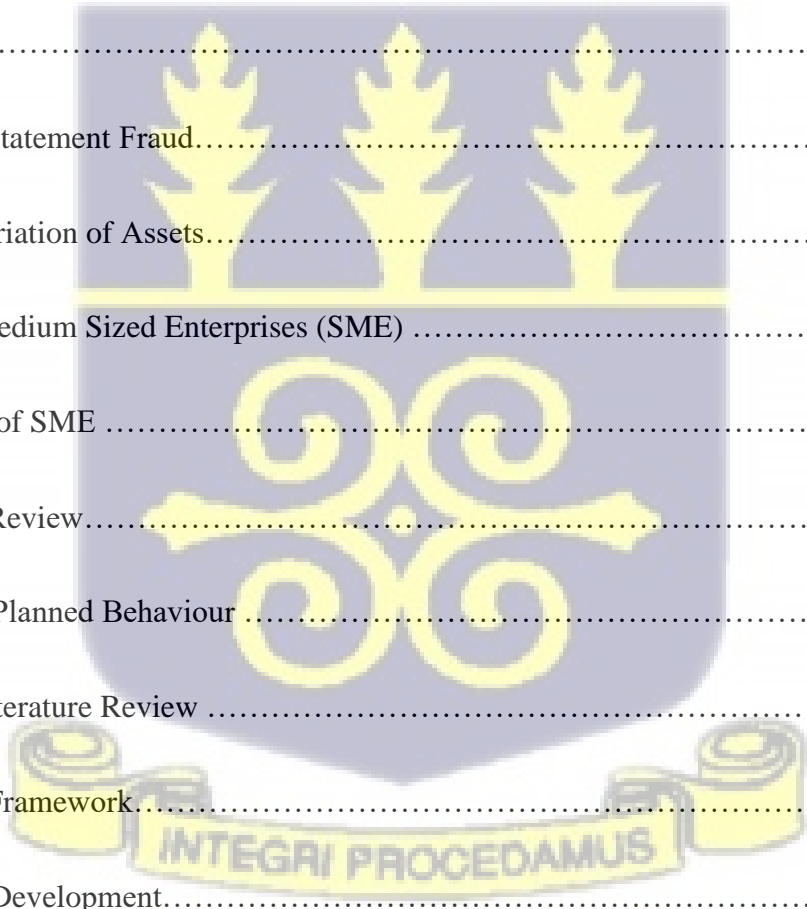 ………………………………………………………………………
tatement Fraud………………………………………………………
riation of Assets………………………………………………………
edium Sized Enterprises (SME) …………………………………
of SME ………………………………………………………………
Review…………………………………………………………………
Planned Behaviour …………………………………………………
terature Review ……………………………………………………
Framework……………………………………………………………
INTEGRI PROCEDAMUS
Development…………………………………………………………